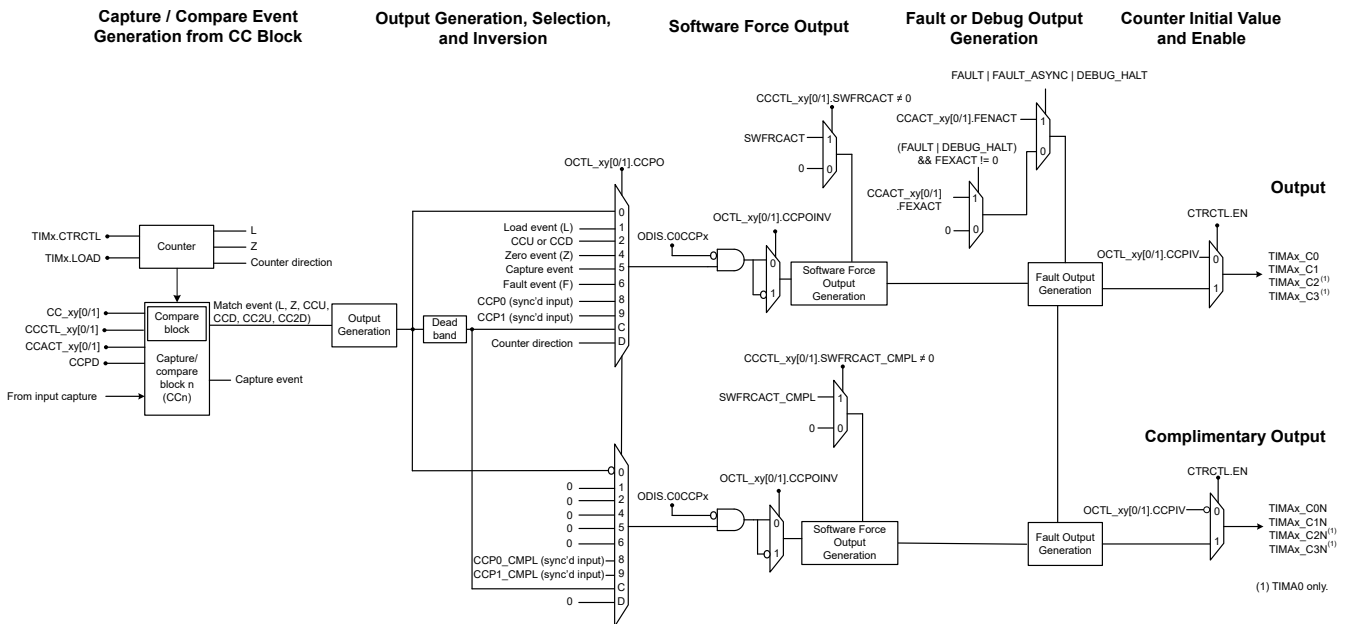 Capture / Compare Event
Generation from CC Block
Output Generation, Selection,
and Inversion
Software Force Output
Fault or Debug Output
Generation
Counter Initial Value
and Enable
FAULT | FAULT_ASYNC | DEBUG_HALT
CCCTL_xy[0/1].SWFRCACT ≠ 0
CCACT_xy[0/1].FENACT
1
0
SWFRCACT
1
0
0
(FAULT | DEBUG_HALT)
&& FEXACT != 0
CCACT_xy[0/1]
.FEXACT
1
0
0
OCTL_xy[0/1].CCPO
0
Load event (L)
1
CCU or CCD
2
Zero event (Z)
4
Capture event
5
Fault event (F)
6
CCP0 (sync'd input)
8
CCP1 (sync'd input)
9
C
Counter direction
D
OCTL_xy[0/1].CCPOINV
ODIS.C0CCPx
0
1
Software Force
Output
Generation
Fault Output
Generation
Output
CTRCTL.EN
OCTL_xy[0/1].CCPIV
0
1
TIMAx_C0
TIMAx_C1
TIMAx_C2(1)
TIMAx_C3(1)
TIMx.CTRCTL
TIMx.LOAD
Counter
L
Z
Counter direction
CC_xy[0/1]
CCCTL_xy[0/1]
CCACT_xy[0/1]
CCPD
From input capture
Compare
block
Capture/
compare
block n
(CCn)
Match event (L, Z, CCU,
CCD, CC2U, CC2D)
Capture event
Output
Generation
Dead
band
CCCTL_xy[0/1].SWFRCACT_CMPL ≠ 0
SWFRCACT_CMPL
1
0
0
0
0
1
0
2
0
4
0
5
0
6
CCP0_CMPL (sync'd input)
8
CCP1_CMPL (sync'd input)
9
C
0
D
OCTL_xy[0/1].CCPOINV
ODIS.C0CCPx
0
1
Software Force
Output
Generation
Fault Output
Generation
Complimentary Output
CTRCTL.EN
OCTL_xy[0/1].CCPIV
0
1
TIMAx_C0N
TIMAx_C1N
TIMAx_C2N(1)
TIMAx_C3N(1)
(1) TIMA0 only.